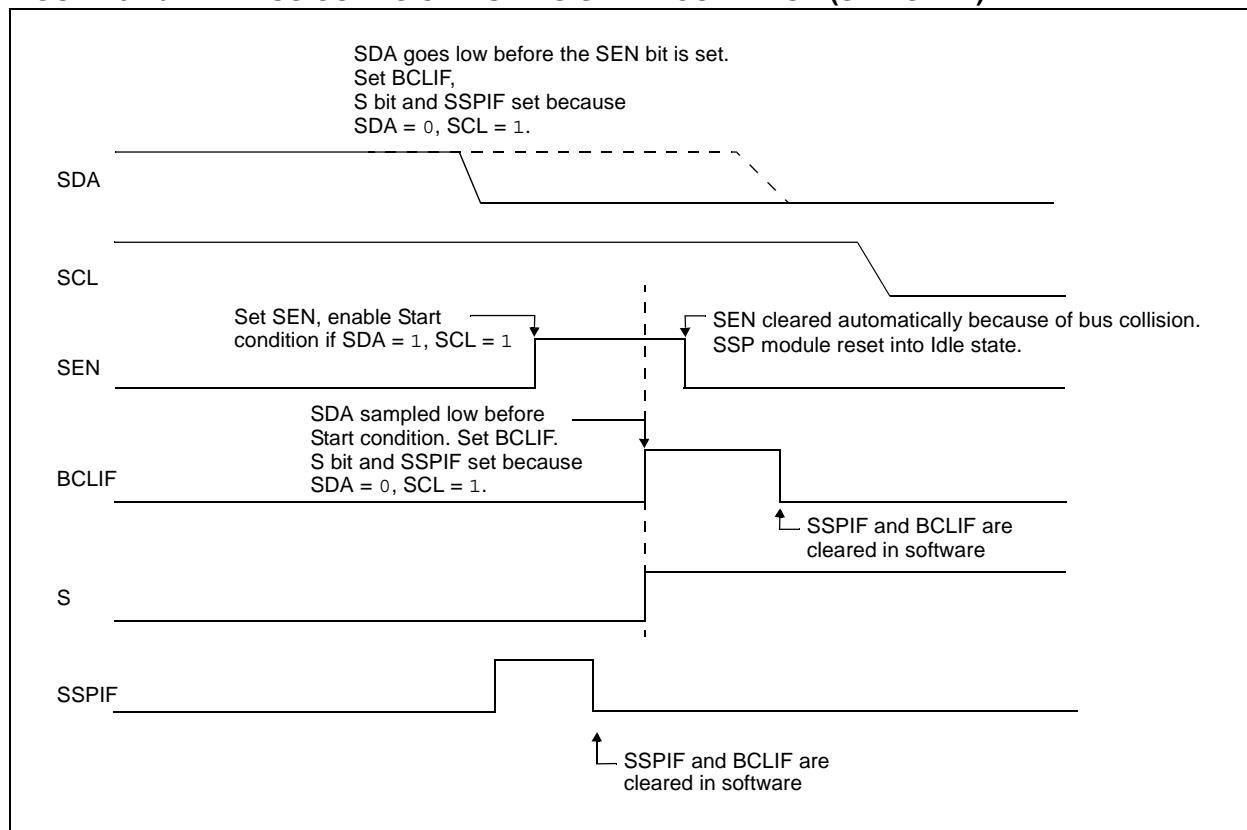 SDA goes low before the SEN bit is set.
Set BCLIF,
S bit and SSPIF set because
SDA = 0, SCL = 1.
SDA
SCL
Set SEN, enable Start
condition if SDA = 1, SCL = 1
SEN cleared automatically because of bus collision.
SSP module reset into Idle state.
SEN
SDA sampled low before
Start condition. Set BCLIF.
S bit and SSPIF set because
SDA = 0, SCL = 1.
BCLIF
SSPIF and BCLIF are
cleared in software
S
SSPIF
SSPIF and BCLIF are
cleared in software